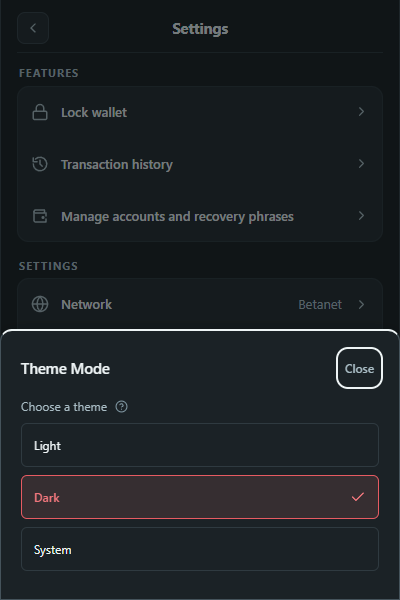 Settings
FEATURES
Lock wallet
Transaction history
Manage accounts and recovery phrases
SETTINGS
Network Betanet
Theme Mode Close
Choose a theme
Light
Dark
System